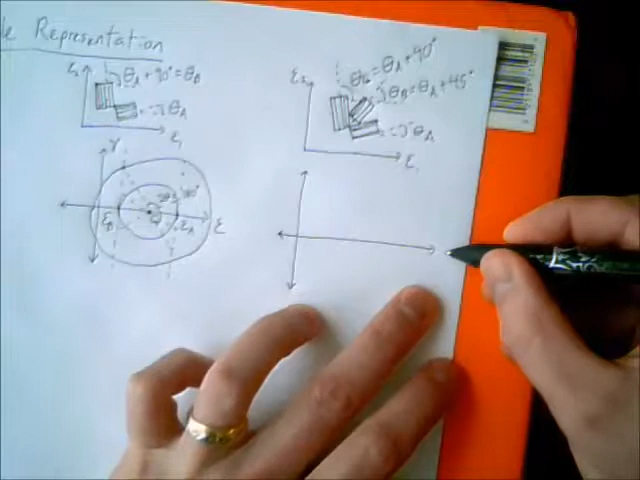 le Representation
ε₂
θA + 90° = θB
θA
ε₁
γ
εB
εA
ε
180°
ε₂
θC = θA + 90°
θB = θA + 45°
θA
ε₁